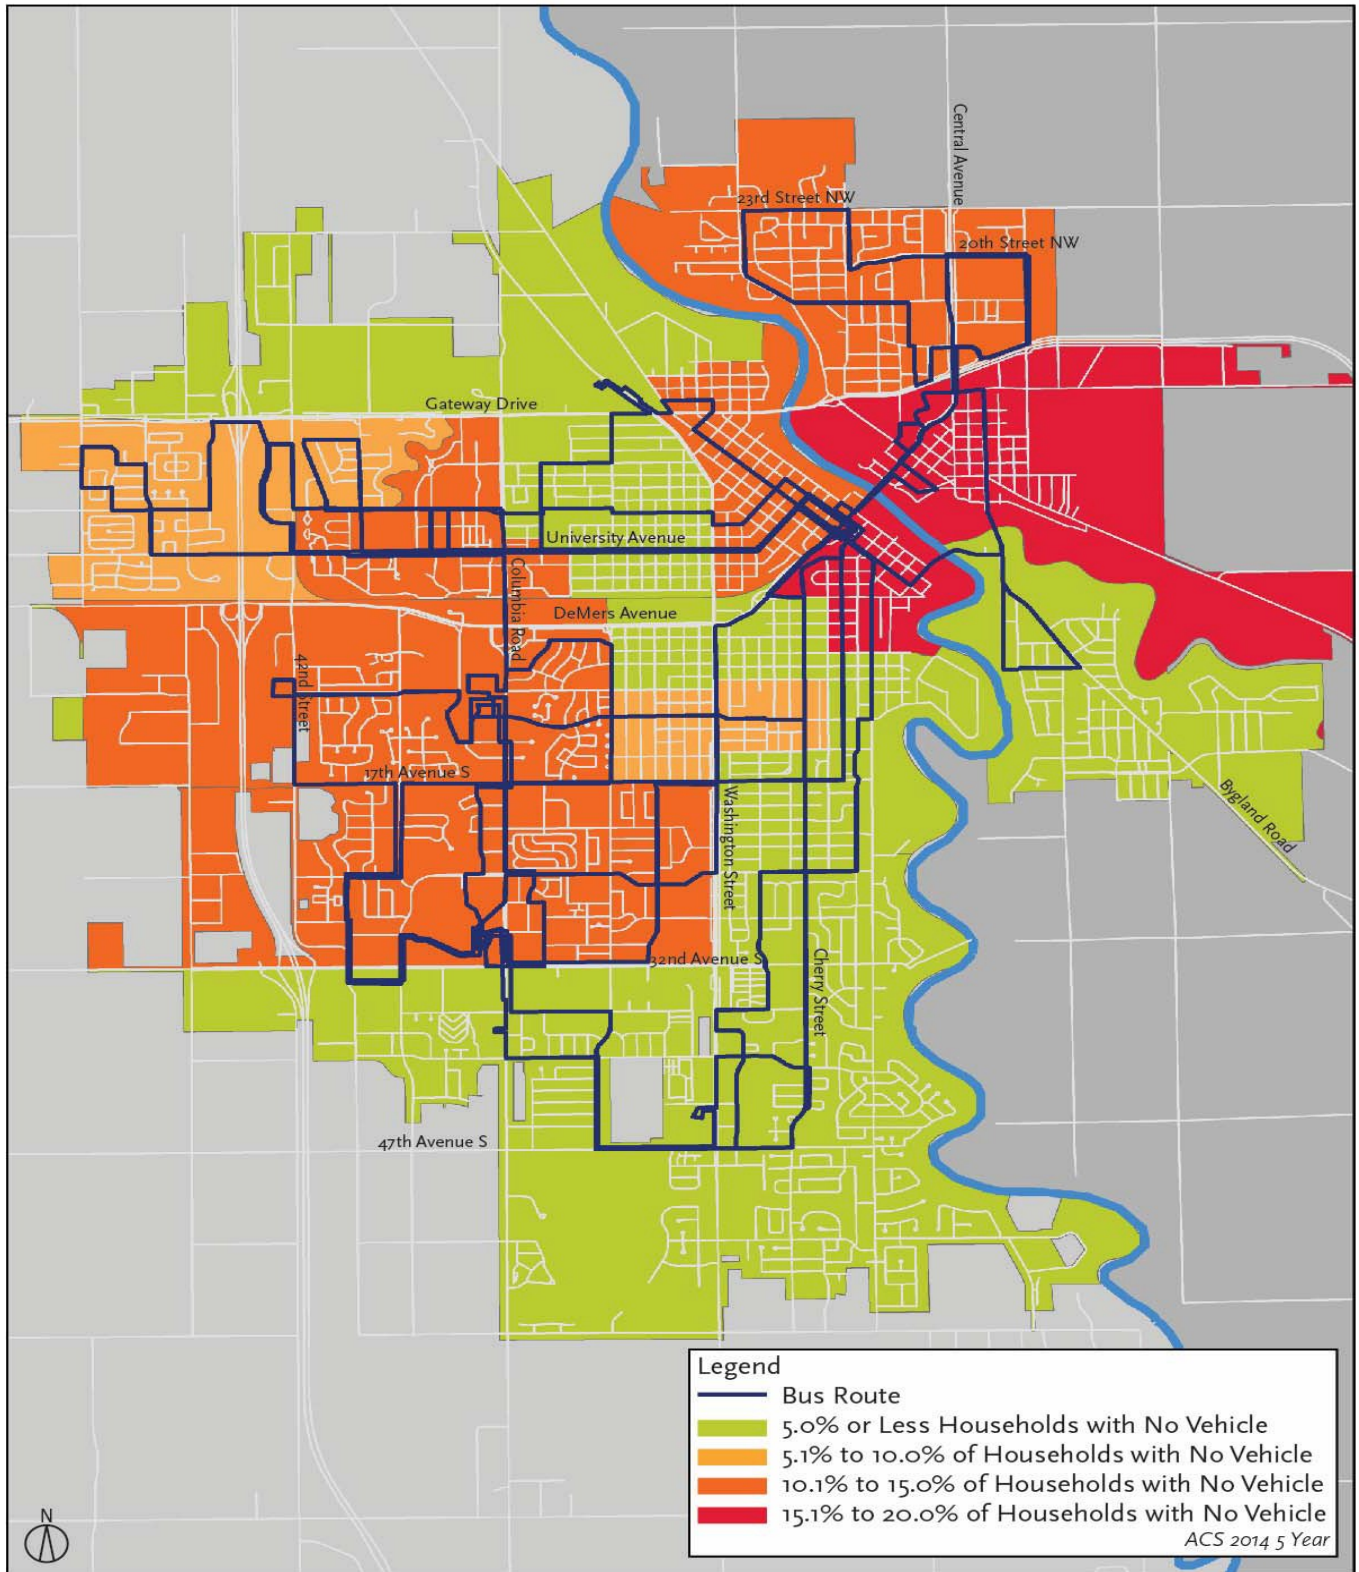 Central Avenue
23rd Street NW
20th Street NW
Gateway Drive
University Avenue
Columbia Road
DeMers Avenue
42nd Street
17th Avenue S
Washington Street
Bygland Road
32nd Avenue S
Cherry Street
47th Avenue S
Legend
Bus Route
5.0% or Less Households with No Vehicle
5.1% to 10.0% of Households with No Vehicle
10.1% to 15.0% of Households with No Vehicle
15.1% to 20.0% of Households with No Vehicle
ACS 2014 5 Year
N